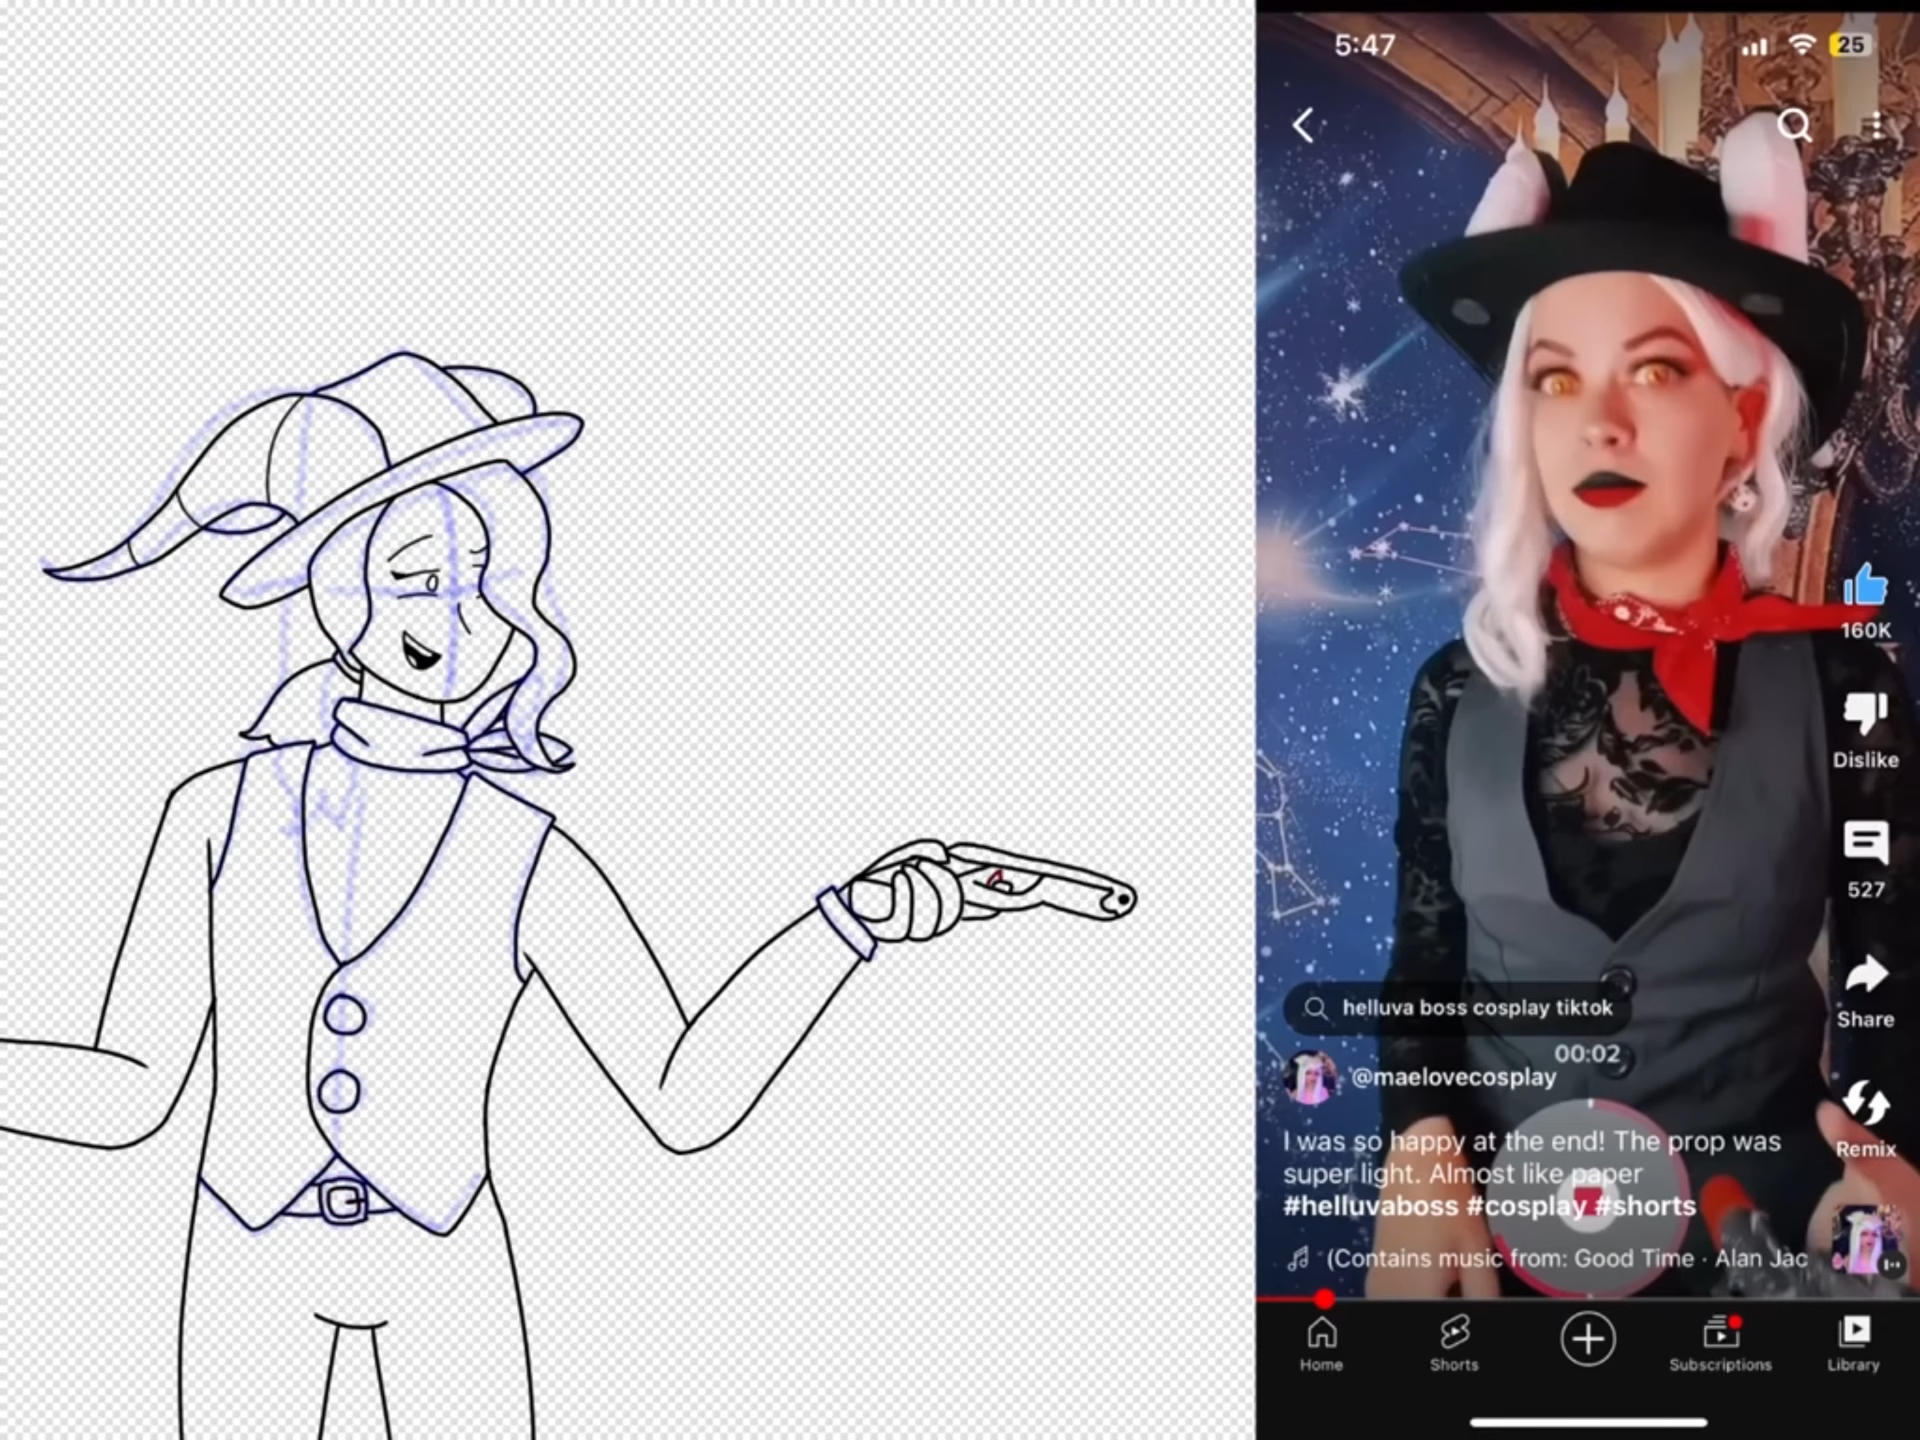 5:47
25
160K
Dislike
527
Share
helluva boss cosplay tiktok
00:02
@maelovecosplay
Remix
I was so happy at the end! The prop was
super light. Almost like paper
#helluvaboss #cosplay #shorts
(Contains music from: Good Time · Alan Jac
Home
Shorts
Subscriptions
Library